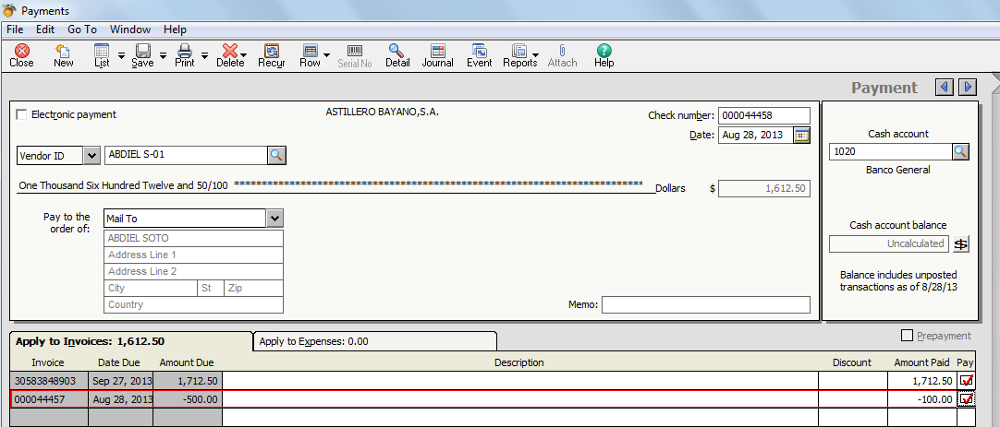 Payments
File Edit Go To Window Help
Close New List Save Print Delete Recur Row Serial No Detail Journal Event Reports Attach Help
Payment
Electronic payment
ASTILLERO BAYANO,S.A.
Check number: 000044458
Date: Aug 28, 2013
Vendor ID ABDIEL S-01
One Thousand Six Hundred Twelve and 50/100 ****************************************************************************** Dollars $ 1,612.50
Pay to the order of: Mail To
ABDIEL SOTO
Address Line 1
Address Line 2
City St Zip
Country
Memo:
Cash account
1020
Banco General
Cash account balance
Uncalculated $
Balance includes unposted
transactions as of 8/28/13
Apply to Invoices: 1,612.50 Apply to Expenses: 0.00 Prepayment
Invoice Date Due Amount Due Description Discount Amount Paid Pay
30583848903 Sep 27, 2013 1,712.50 1,712.50
000044457 Aug 28, 2013 -500.00 -100.00